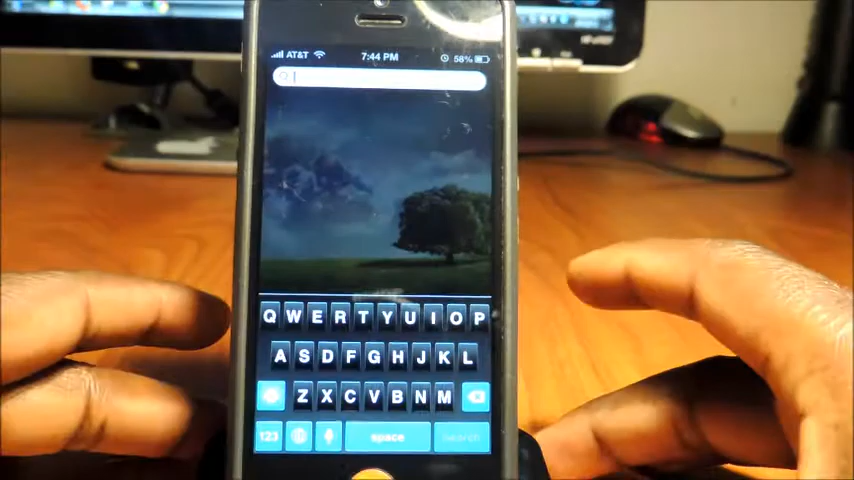 AT&T 7:44 PM 58%
Q W E R T Y U I O P
A S D F G H J K L
Z X C V B N M
123 space Search